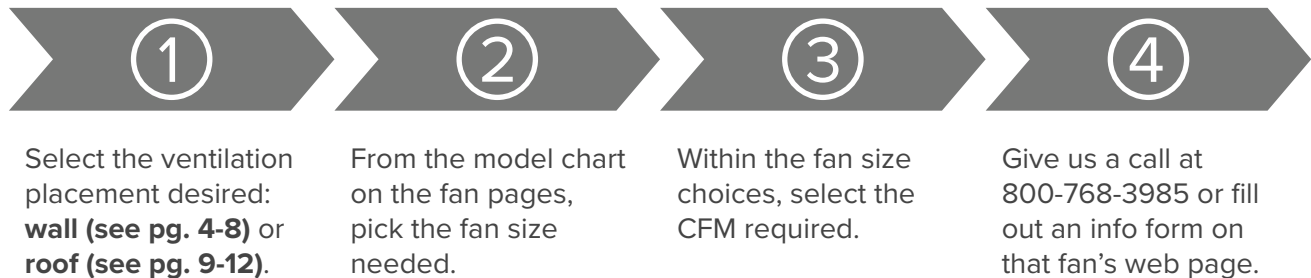 1
2
3
4
Select the ventilation
placement desired:
wall (see pg. 4-8) or
roof (see pg. 9-12).
From the model chart
on the fan pages,
pick the fan size
needed.
Within the fan size
choices, select the
CFM required.
Give us a call at
800-768-3985 or fill
out an info form on
that fan’s web page.